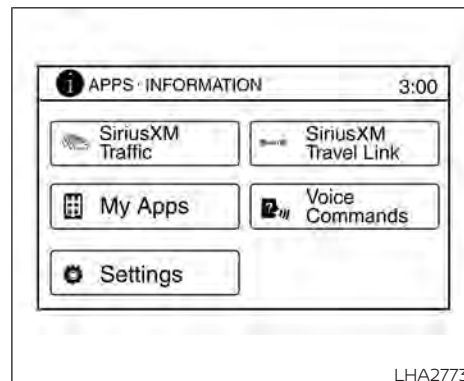 i APPS · INFORMATION 3:00
SiriusXM
Traffic
SiriusXM
Travel Link
My Apps
Voice
Commands
Settings
LHA2773